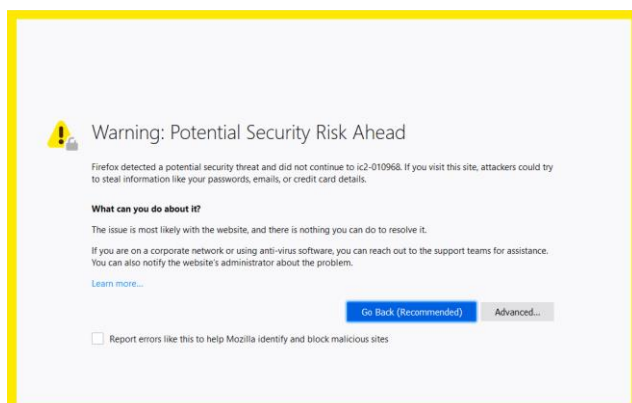 Warning: Potential Security Risk Ahead
Firefox detected a potential security threat and did not continue to ic2-010968. If you visit this site, attackers could try
to steal information like your passwords, emails, or credit card details.
What can you do about it?
The issue is most likely with the website, and there is nothing you can do to resolve it.
If you are on a corporate network or using anti-virus software, you can reach out to the support teams for assistance.
You can also notify the website's administrator about the problem.
Learn more...
Go Back (Recommended) Advanced...
Report errors like this to help Mozilla identify and block malicious sites